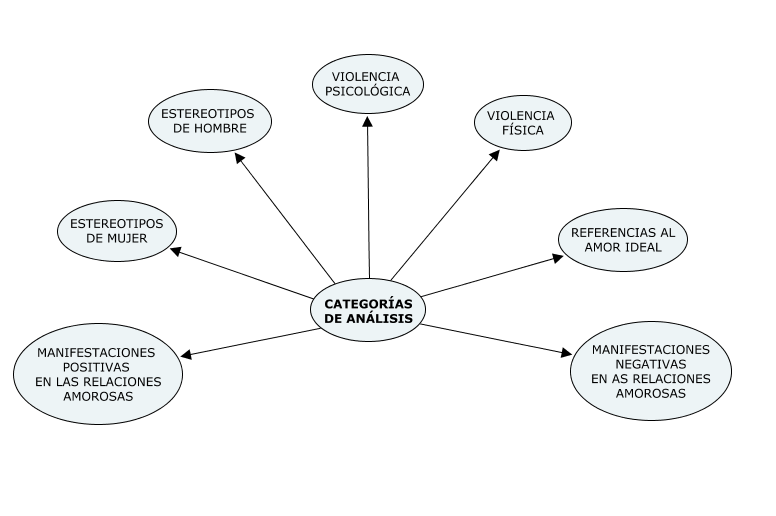 VIOLENCIA
PSICOLÓGICA
ESTEREOTIPOS
DE HOMBRE
VIOLENCIA
FÍSICA
ESTEREOTIPOS
DE MUJER
REFERENCIAS AL
AMOR IDEAL
CATEGORÍAS
DE ANÁLISIS
MANIFESTACIONES
POSITIVAS
EN LAS RELACIONES
AMOROSAS
MANIFESTACIONES
NEGATIVAS
EN AS RELACIONES
AMOROSAS